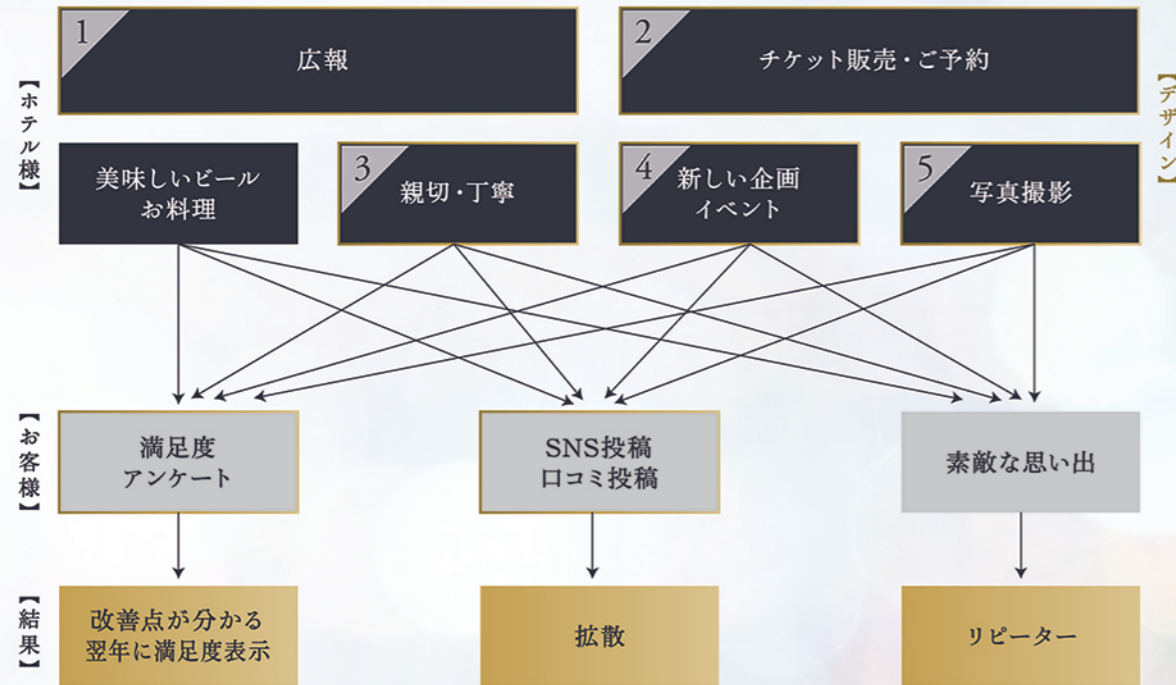 1
広報
2
チケット販売・ご予約
【ホテル様】
【デザイン】
美味しいビール
お料理
3
親切・丁寧
4
新しい企画
イベント
5
写真撮影
【お客様】
満足度
アンケート
SNS投稿
口コミ投稿
素敵な思い出
【結果】
改善点が分かる
翌年に満足度表示
拡散
リピーター